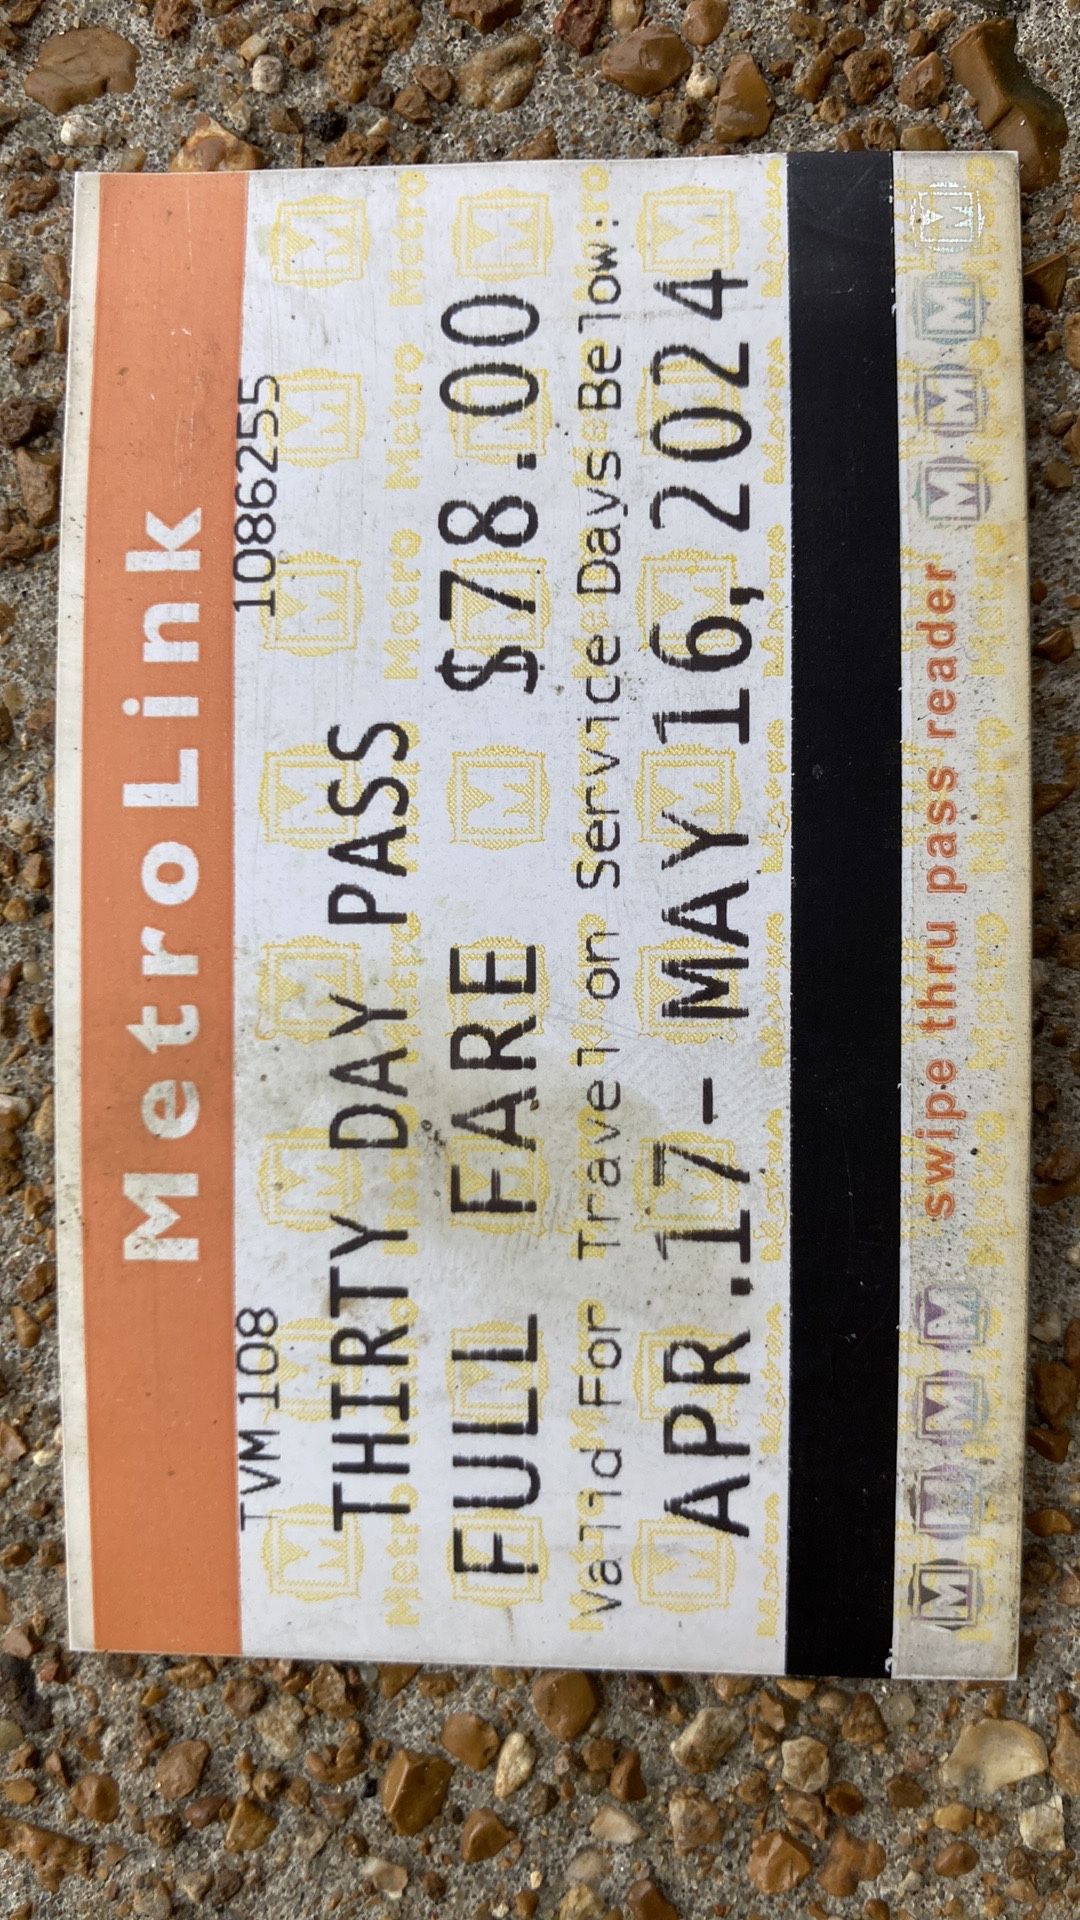 MetroLink
TVM 108 1086255
THIRTY DAY PASS
FULL FARE $78.00
Valid For Travel on Service Days Below:
APR.17 - MAY 16, 2024
swipe thru pass reader